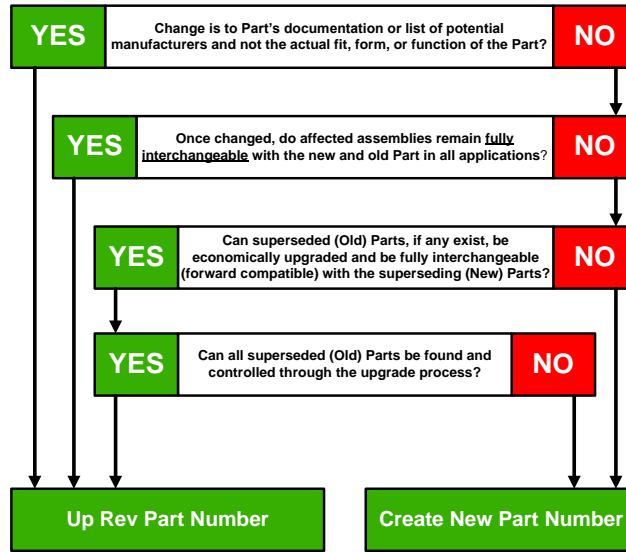 YES
Change is to Part's documentation or list of potential
manufacturers and not the actual fit, form, or function of the Part?
NO
YES
Once changed, do affected assemblies remain fully
interchangeable with the new and old Part in all applications?
NO
YES
Can superseded (Old) Parts, if any exist, be
economically upgraded and be fully interchangeable
(forward compatible) with the superseding (New) Parts?
NO
YES
Can all superseded (Old) Parts be found and
controlled through the upgrade process?
NO
Up Rev Part Number
Create New Part Number